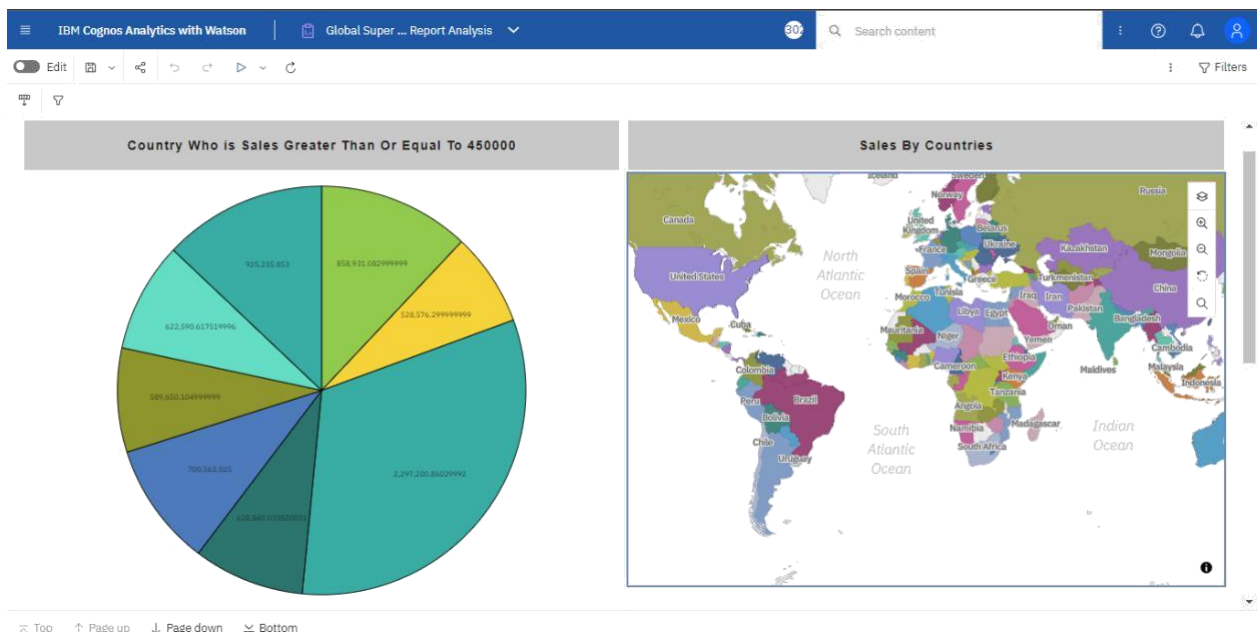 IBM Cognos Analytics with Watson
Global Super ... Report Analysis
302
Search content
Edit
Filters
Country Who is Sales Greater Than Or Equal To 450000
925,235.853
858,931.082999999
528,576.299999999
622,590.617519996
589,650.104999999
700,562.025
2,297,200.86029992
Sales By Countries
Iceland
Sweden
Norway
Russia
Canada
United Kingdom
Belarus
France
Ukraine
Kazakhstan
Mongolia
North Atlantic Ocean
United States
Spain
Greece
Turkmenistan
China
Morocco
Tunisia
Iraq
Iran
Pakistan
Mexico
Cuba
Libya
Egypt
Bangladesh
Mauritania
Niger
Oman
Yemen
Cambodia
Colombia
Cameroon
Ethiopia
Kenya
Maldives
Malaysia
Indonesia
Peru
Brazil
Tanzania
Bolivia
Angola
Chile
South Atlantic Ocean
Namibia
Madagascar
Indian Ocean
Uruguay
South Africa
Top
Page up
Page down
Bottom